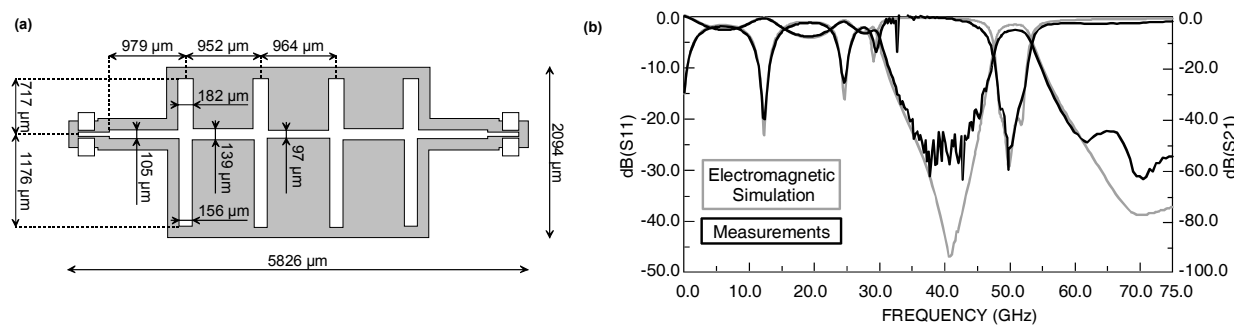 (a)
979 µm
952 µm
964 µm
717 µm
182 µm
1176 µm
105 µm
139 µm
97 µm
2094 µm
156 µm
5826 µm
(b)
0.0
-10.0
-20.0
-30.0
-40.0
-50.0
dB(S11)
0.0
-20.0
-40.0
-60.0
-80.0
-100.0
dB(S21)
Electromagnetic
Simulation
Measurements
0.0 10.0 20.0 30.0 40.0 50.0 60.0 70.0 75.0
FREQUENCY (GHz)